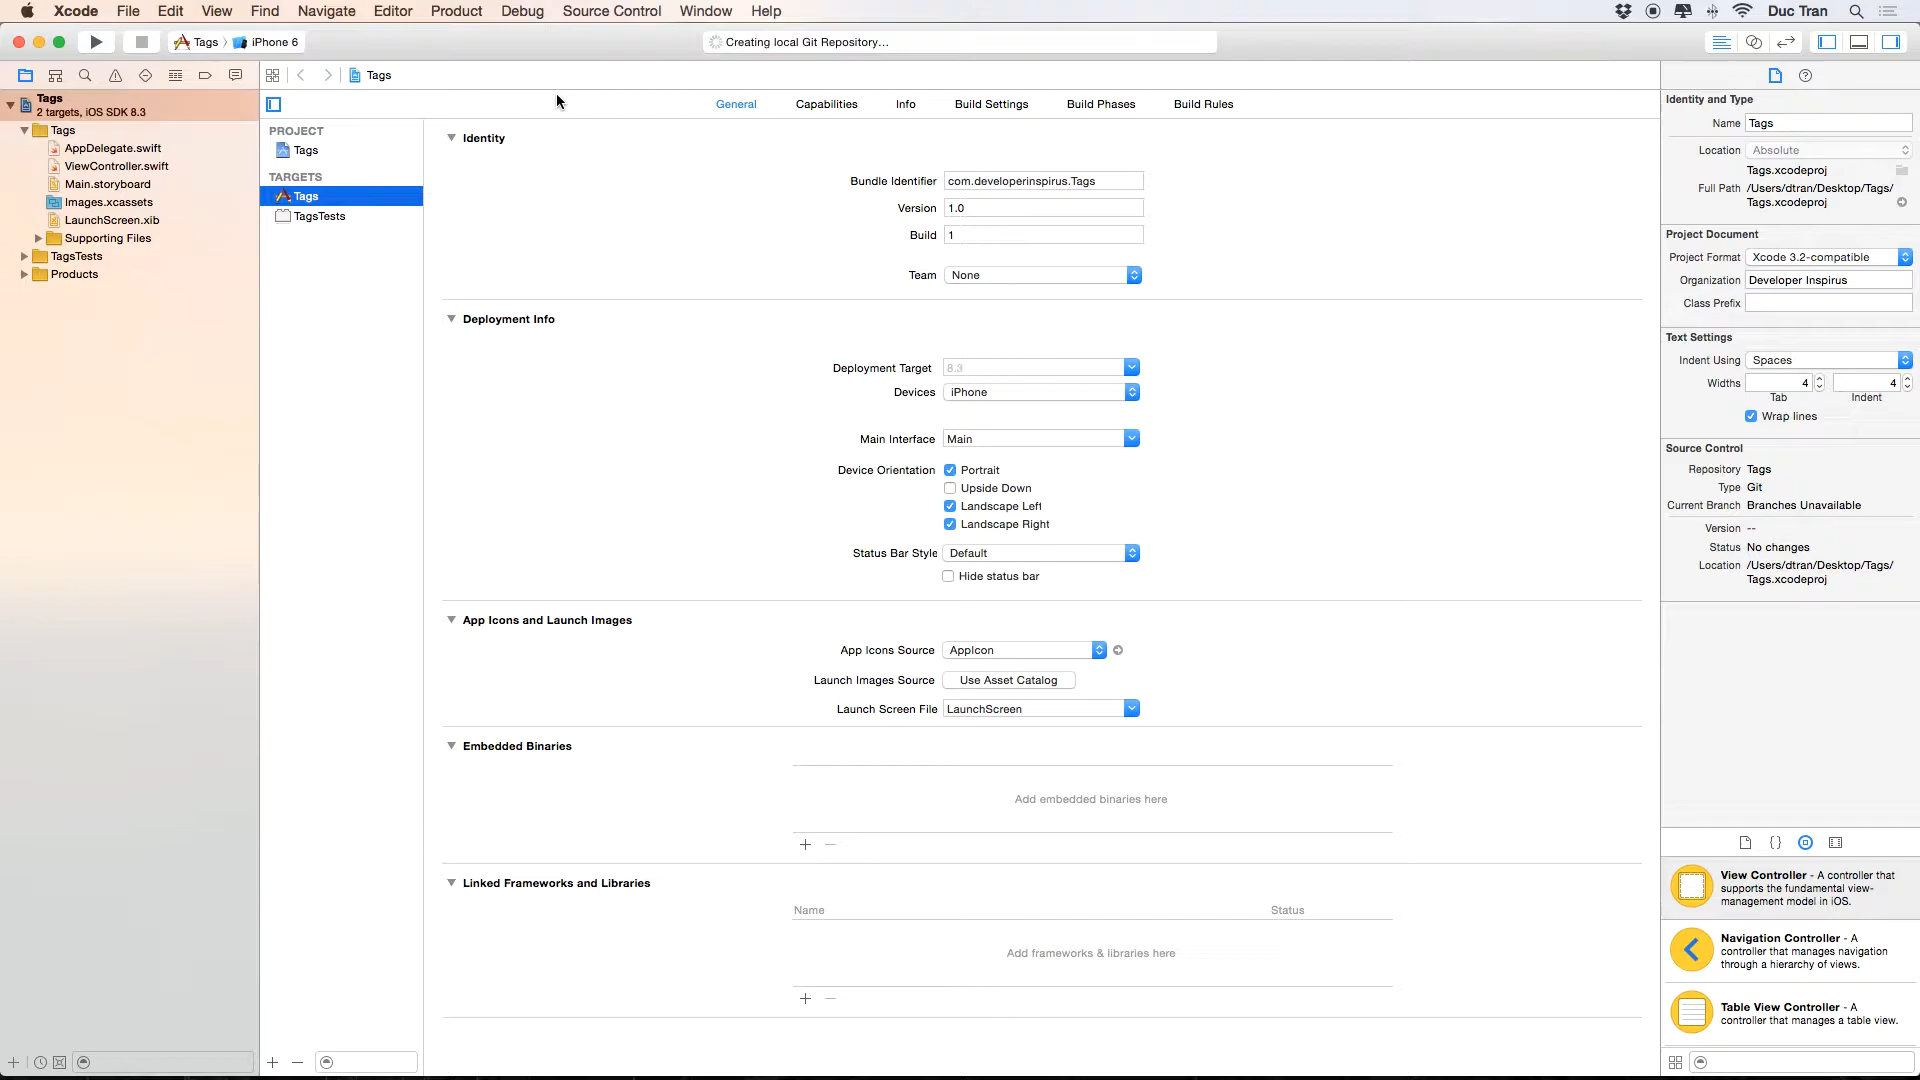 Xcode File Edit View Find Navigate Editor Product Debug Source Control Window Help Duc Tran
Tags iPhone 6 Creating local Git Repository...
Tags
Tags
2 targets, iOS SDK 8.3
Tags
AppDelegate.swift
ViewController.swift
Main.storyboard
Images.xcassets
LaunchScreen.xib
Supporting Files
TagsTests
Products
General Capabilities Info Build Settings Build Phases Build Rules
PROJECT
Tags
TARGETS
Tags
TagsTests
Identity
Bundle Identifier com.developerinspirus.Tags
Version 1.0
Build 1
Team None
Deployment Info
Deployment Target 8.3
Devices iPhone
Main Interface Main
Device Orientation Portrait
Upside Down
Landscape Left
Landscape Right
Status Bar Style Default
Hide status bar
App Icons and Launch Images
App Icons Source AppIcon
Launch Images Source Use Asset Catalog
Launch Screen File LaunchScreen
Embedded Binaries
Add embedded binaries here
Linked Frameworks and Libraries
Name Status
Add frameworks & libraries here
Identity and Type
Name Tags
Location Absolute
Tags.xcodeproj
Full Path /Users/dtran/Desktop/Tags/
Tags.xcodeproj
Project Document
Project Format Xcode 3.2-compatible
Organization Developer Inspirus
Class Prefix
Text Settings
Indent Using Spaces
Widths 4 4
Tab Indent
Wrap lines
Source Control
Repository Tags
Type Git
Current Branch Branches Unavailable
Version --
Status No changes
Location /Users/dtran/Desktop/Tags/
Tags.xcodeproj
View Controller - A controller that
supports the fundamental view-
management model in iOS.
Navigation Controller - A
controller that manages navigation
through a hierarchy of views.
Table View Controller - A
controller that manages a table view.